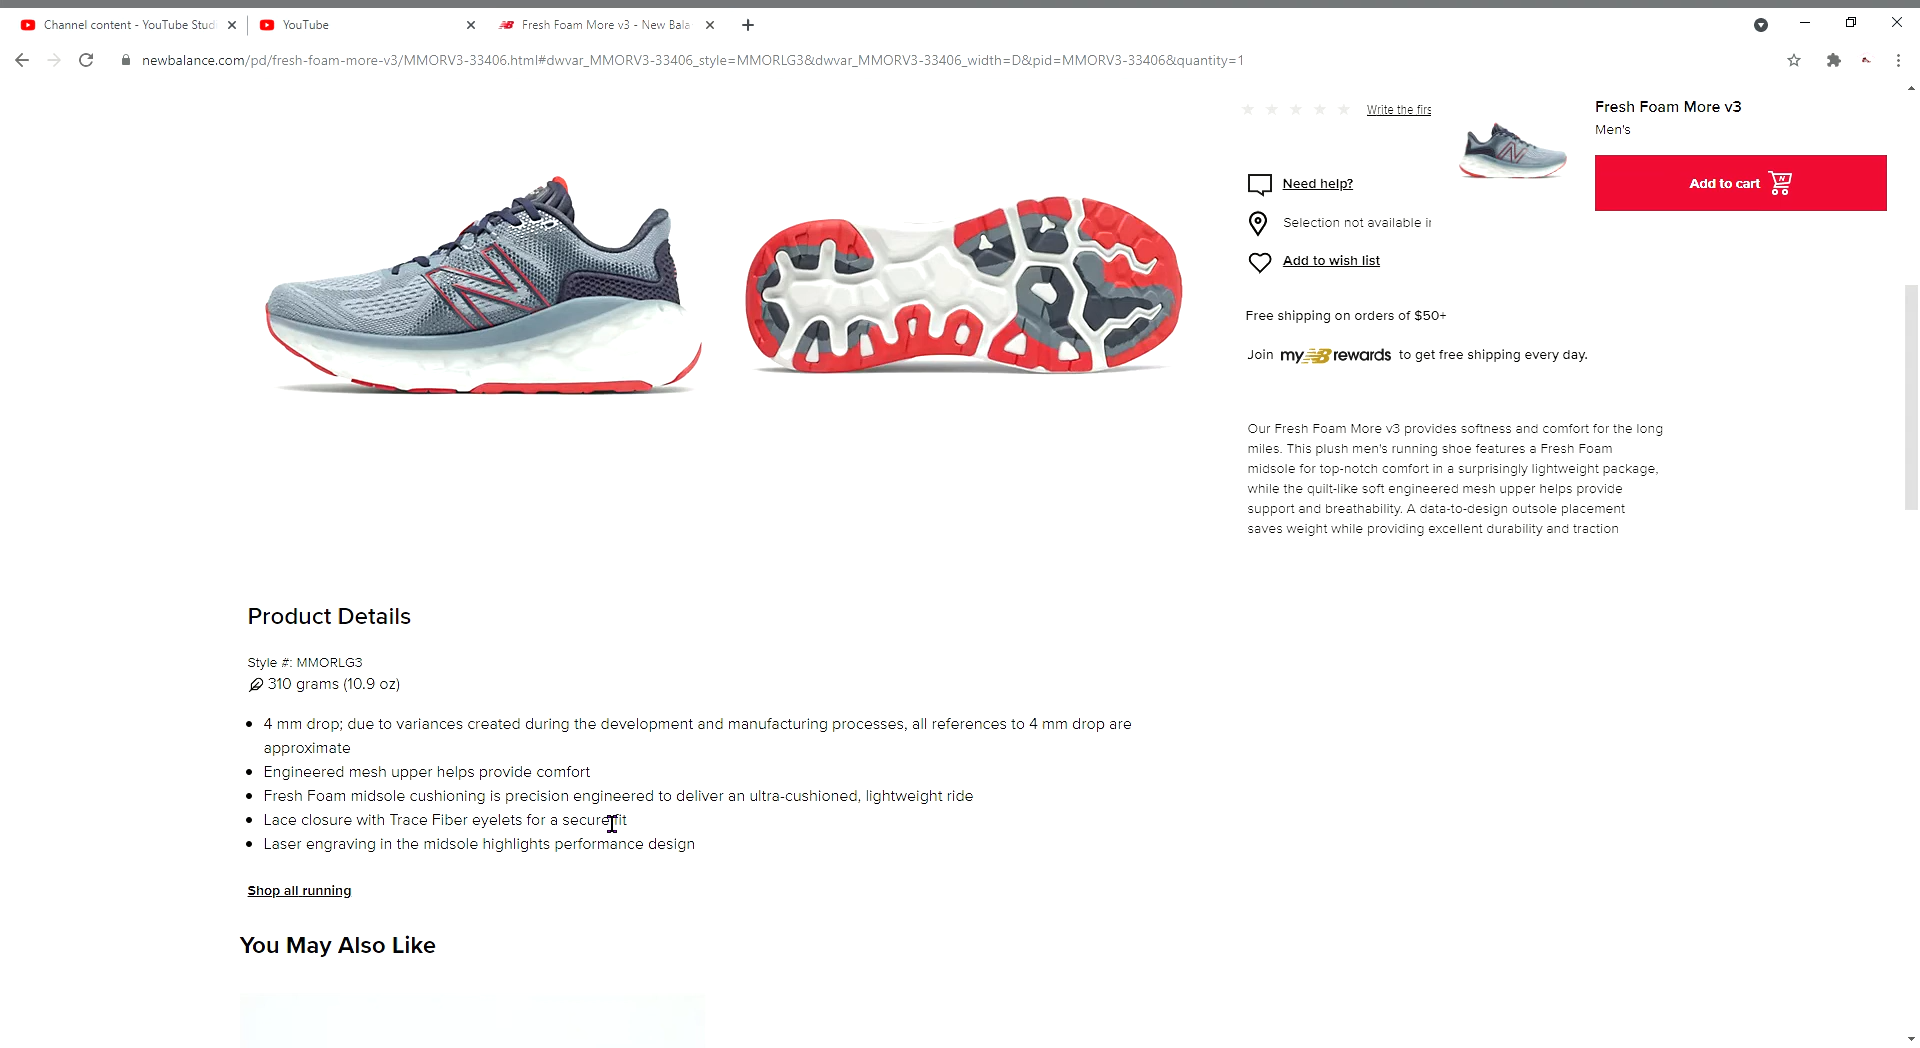 Channel content - YouTube Stud
YouTube
Fresh Foam More v3 - New Bala
newbalance.com/pd/fresh-foam-more-v3/MMORV3-33406.html#dwvar_MMORV3-33406_style=MMORLG3&dwvar_MMORV3-33406_width=D&pid=MMORV3-33406&quantity=1
Write the firs
Fresh Foam More v3
Men's
Add to cart
Need help?
Selection not available in
Add to wish list
Free shipping on orders of $50+
Join myNBrewards to get free shipping every day.
Our Fresh Foam More v3 provides softness and comfort for the long
miles. This plush men's running shoe features a Fresh Foam
midsole for top-notch comfort in a surprisingly lightweight package,
while the quilt-like soft engineered mesh upper helps provide
support and breathability. A data-to-design outsole placement
saves weight while providing excellent durability and traction
Product Details
Style #: MMORLG3
310 grams (10.9 oz)
4 mm drop; due to variances created during the development and manufacturing processes, all references to 4 mm drop are
approximate
Engineered mesh upper helps provide comfort
Fresh Foam midsole cushioning is precision engineered to deliver an ultra-cushioned, lightweight ride
Lace closure with Trace Fiber eyelets for a secure fit
Laser engraving in the midsole highlights performance design
Shop all running
You May Also Like